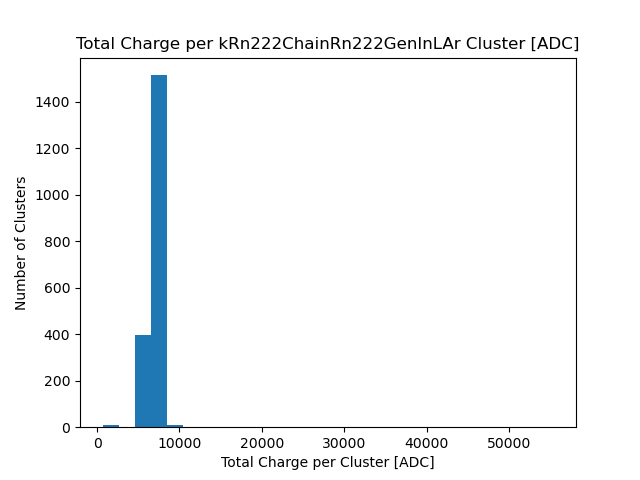 Total Charge per kRn222ChainRn222GenInLAr Cluster [ADC]
1400
1200
1000
800
600
400
200
0
Number of Clusters
0 10000 20000 30000 40000 50000
Total Charge per Cluster [ADC]